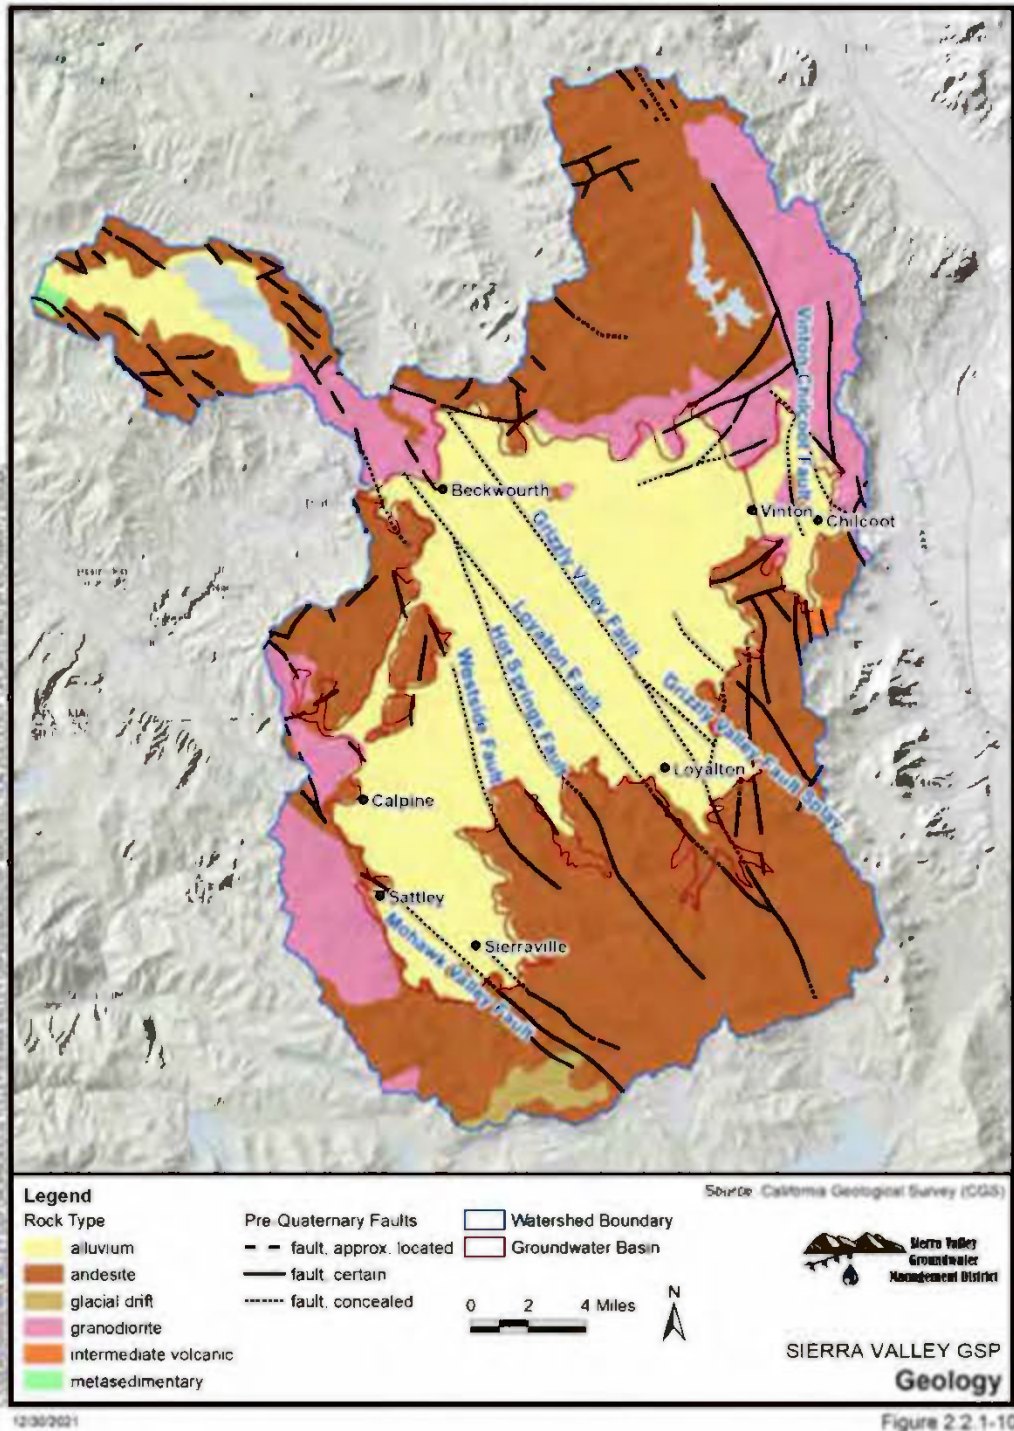 Beckwourth
Vinton
Chilcoot
Vinton-Chilcoot Fault
Grizzly Valley Fault
Loyalton Fault
Hot Springs Fault
Westside Fault
Grizzly Valley Fault Splay
Loyalton
Calpine
Sattley
Sierraville
Mohawk Valley Fault
Legend
Rock Type
alluvium
andesite
glacial drift
granodiorite
intermediate volcanic
metasedimentary
Pre-Quaternary Faults
fault, approx. located
fault, certain
fault, concealed
Watershed Boundary
Groundwater Basin
0 2 4 Miles
N
Source: California Geological Survey (CGS)
Sierra Valley
Groundwater
Management District
SIERRA VALLEY GSP
Geology
12/30/2021
Figure 2.2.1-10